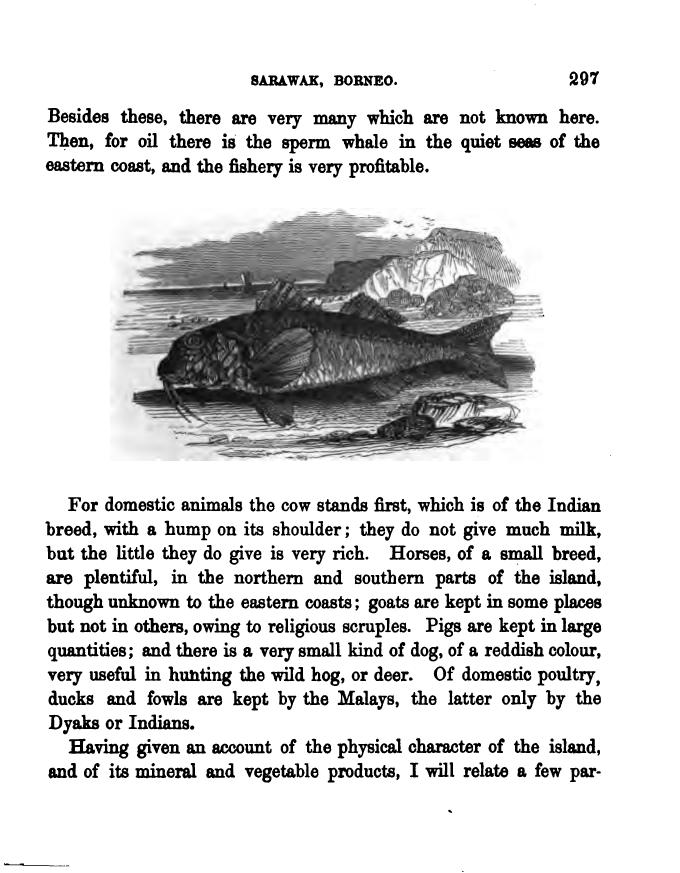 SARAWAK, BORNEO. 297
Besides these, there are very many which are not known here.
Then, for oil there is the sperm whale in the quiet seas of the
eastern coast, and the fishery is very profitable.
For domestic animals the cow stands first, which is of the Indian
breed, with a hump on its shoulder; they do not give much milk,
but the little they do give is very rich. Horses, of a small breed,
are plentiful, in the northern and southern parts of the island,
though unknown to the eastern coasts; goats are kept in some places
but not in others, owing to religious scruples. Pigs are kept in large
quantities; and there is a very small kind of dog, of a reddish colour,
very useful in hunting the wild hog, or deer. Of domestic poultry,
ducks and fowls are kept by the Malays, the latter only by the
Dyaks or Indians.
Having given an account of the physical character of the island,
and of its mineral and vegetable products, I will relate a few par-